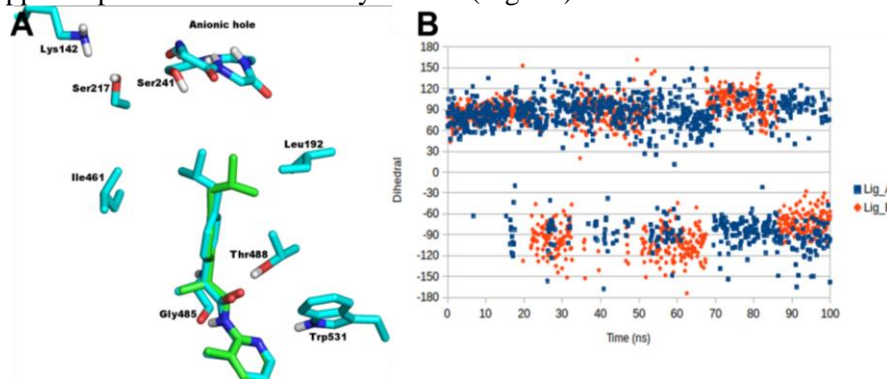 A
Lys142
Ser217
Anionic hole
Ser241
Leu192
Ile461
Thr488
Gly485
Trp531
B
180
150
120
90
60
30
0
-30
-60
-90
-120
-150
-180
Dihedral
0 10 20 30 40 50 60 70 80 90 100
Time (ns)